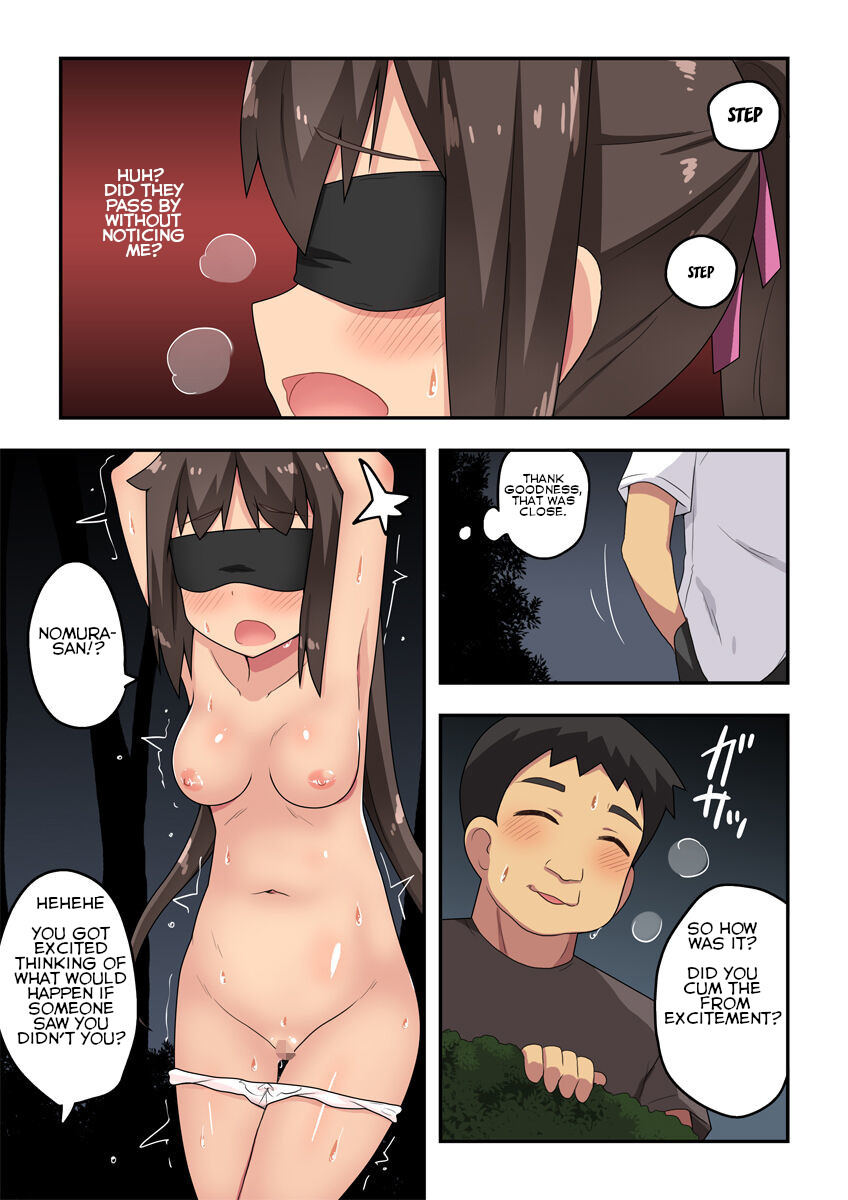 STEP
HUH?
DID THEY
PASS BY
WITHOUT
NOTICING
ME?
STEP
THANK
GOODNESS,
THAT WAS
CLOSE.
NOMURA-
SAN!?
ガ
サッ
SO HOW
WAS IT?
DID YOU
CUM THE
FROM
EXCITEMENT?
HEHEHE
YOU GOT
EXCITED
THINKING OF
WHAT WOULD
HAPPEN IF
SOMEONE
SAW YOU
DIDN'T YOU?